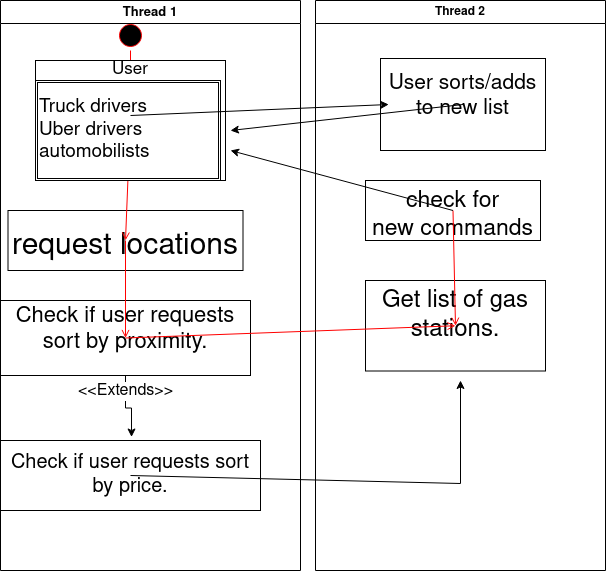 Thread 1
User
Truck drivers
Uber drivers
automobilists
request locations
Check if user requests
sort by proximity.
<<Extends>>
Check if user requests sort
by price.
Thread 2
User sorts/adds
to new list
check for
new commands
Get list of gas
stations.